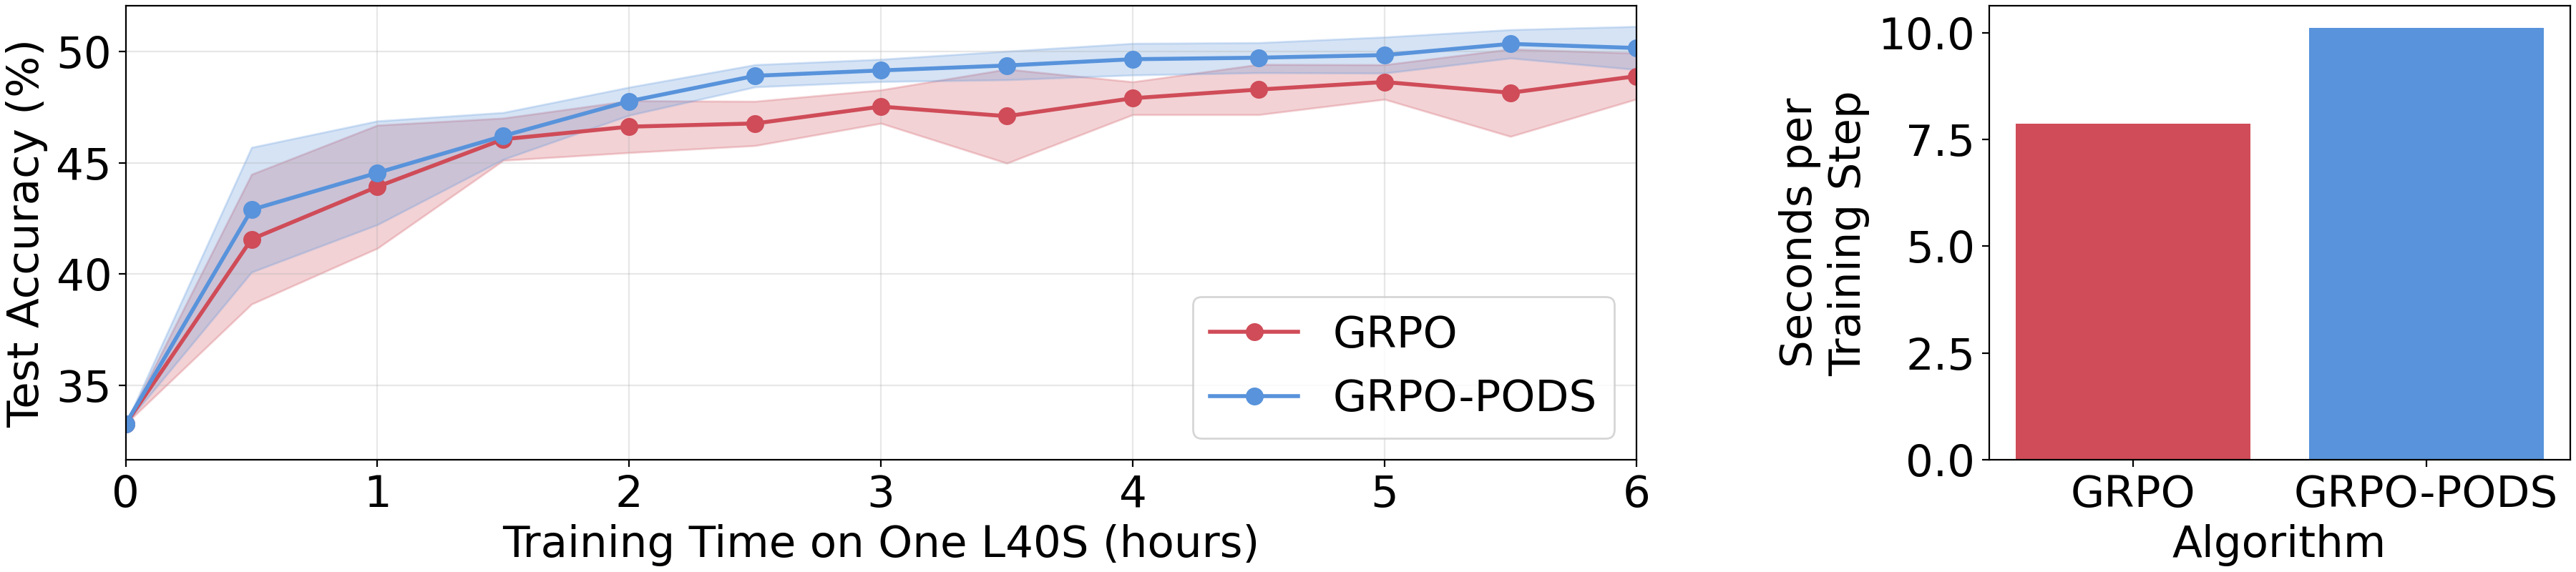 Test Accuracy (%)
50
45
40
35
0 1 2 3 4 5 6
Training Time on One L40S (hours)
GRPO
GRPO-PODS
Seconds per
Training Step
10.0
7.5
5.0
2.5
0.0
GRPO GRPO-PODS
Algorithm